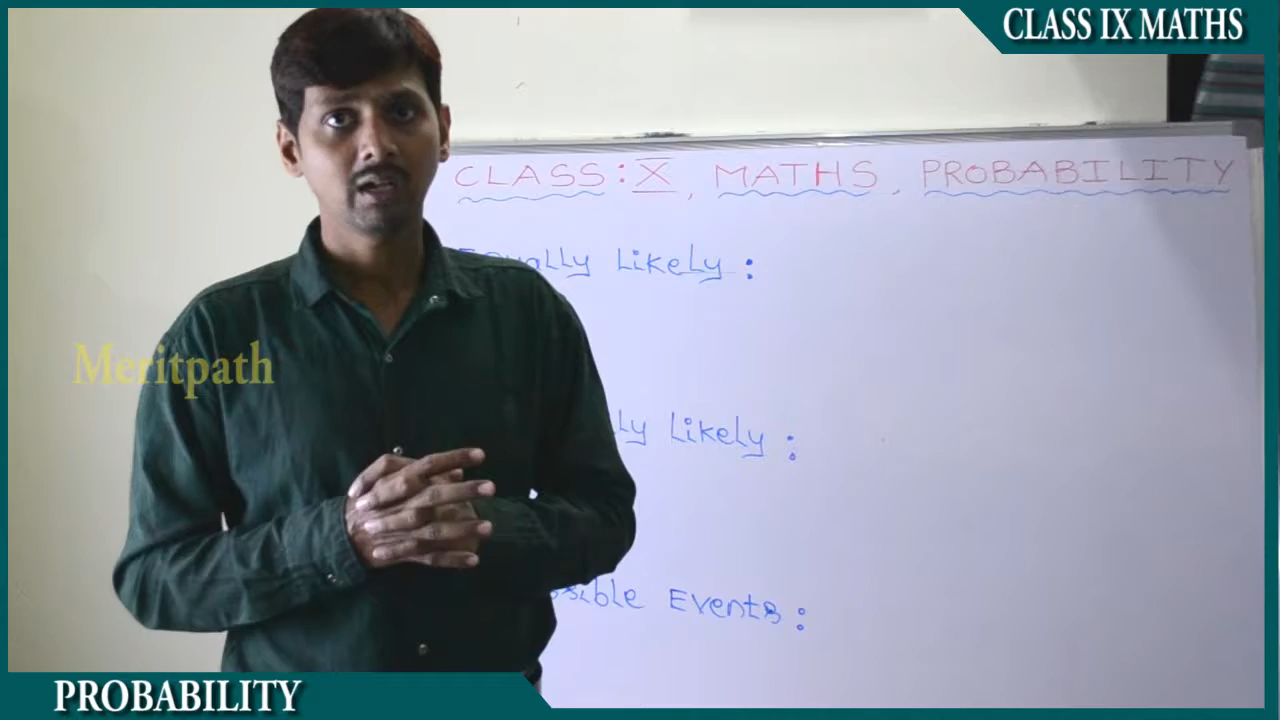 CLASS IX MATHS
CLASS : X , MATHS , PROBABILITY
Likely :
Meritpath
Likely :
Events :
PROBABILITY